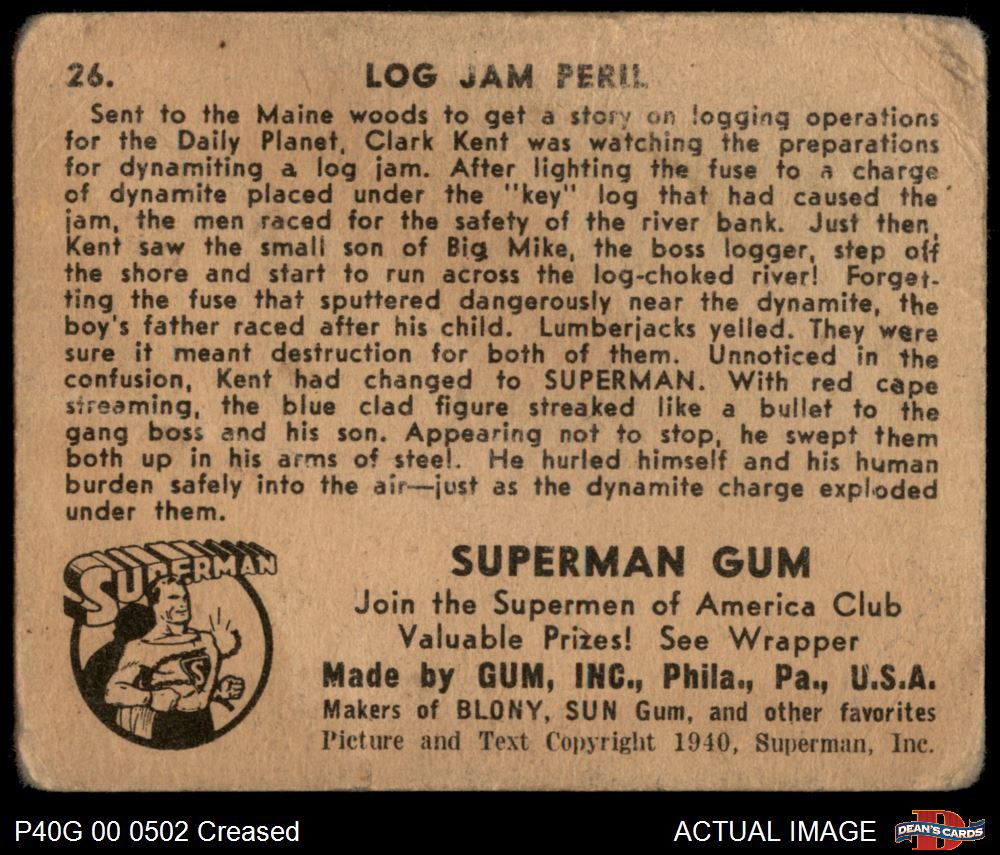 26. LOG JAM PERIL
Sent to the Maine woods to get a story on logging operations
for the Daily Planet, Clark Kent was watching the preparations
for dynamiting a log jam. After lighting the fuse to a charge
of dynamite placed under the "key" log that had caused the
jam, the men raced for the safety of the river bank. Just then,
Kent saw the small son of Big Mike, the boss logger, step off
the shore and start to run across the log-choked river! Forget-
ting the fuse that sputtered dangerously near the dynamite, the
boy's father raced after his child. Lumberjacks yelled. They were
sure it meant destruction for both of them. Unnoticed in the
confusion, Kent had changed to SUPERMAN. With red cape
streaming, the blue clad figure streaked like a bullet to the
gang boss and his son. Appearing not to stop, he swept them
both up in his arms of steel. He hurled himself and his human
burden safely into the air—just as the dynamite charge exploded
under them.
SUPERMAN
S
SUPERMAN GUM
Join the Supermen of America Club
Valuable Prizes! See Wrapper
Made by GUM, INC., Phila., Pa., U.S.A.
Makers of BLONY, SUN Gum, and other favorites
Picture and Text Copyright 1940, Superman, Inc.
P40G 00 0502 Creased
ACTUAL IMAGE
D
DEAN'S CARDS